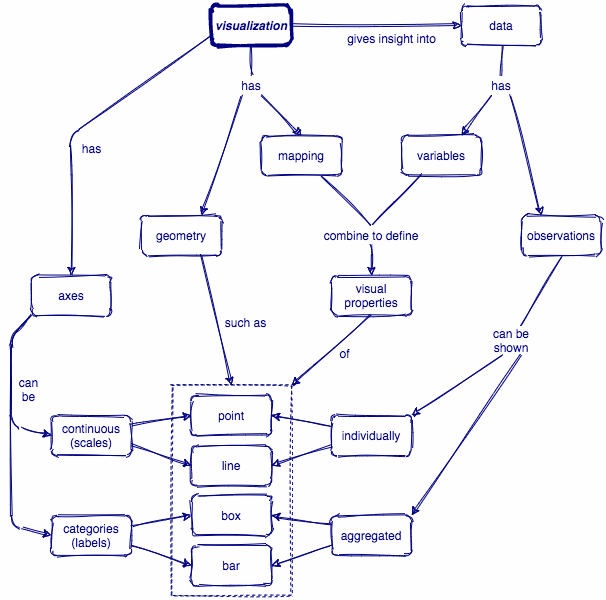 visualization
data
gives insight into
has
has
has
mapping
variables
geometry
combine to define
observations
axes
visual
properties
such as
can be
shown
of
can
be
point
continuous
(scales)
individually
line
box
categories
(labels)
aggregated
bar